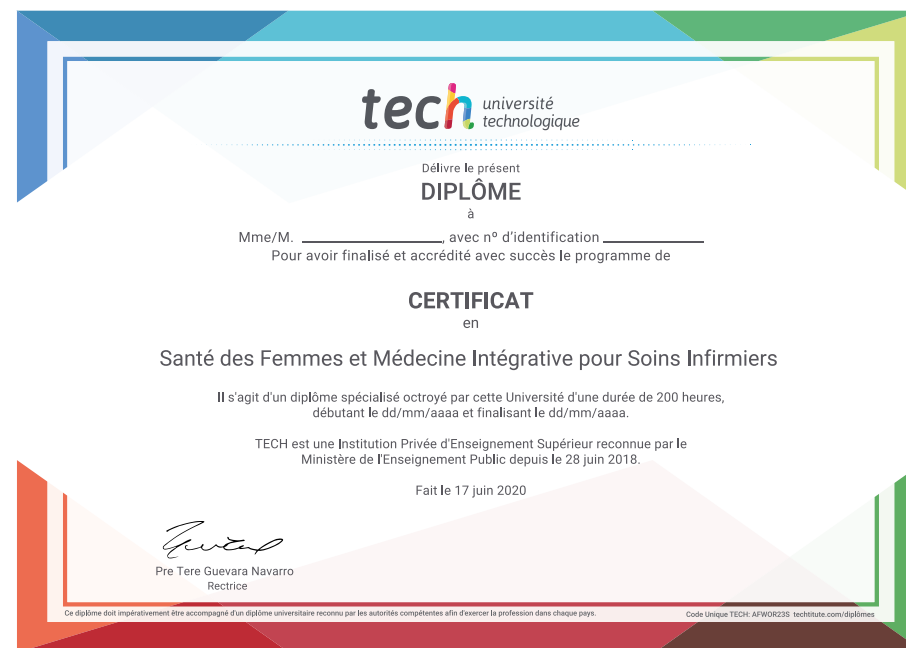 tech université
technologique
Délivre le présent
DIPLÔME
à
Mme/M. ____________________, avec nº d'identification ______________
Pour avoir finalisé et accrédité avec succès le programme de
CERTIFICAT
en
Santé des Femmes et Médecine Intégrative pour Soins Infirmiers
Il s'agit d'un diplôme spécialisé octroyé par cette Université d'une durée de 200 heures,
débutant le dd/mm/aaaa et finalisant le dd/mm/aaaa.
TECH est une Institution Privée d'Enseignement Supérieur reconnue par le
Ministère de l'Enseignement Public depuis le 28 juin 2018.
Fait le 17 juin 2020
Pre Tere Guevara Navarro
Rectrice
Ce diplôme doit impérativement être accompagné d'un diplôme universitaire reconnu par les autorités compétentes afin d'exercer la profession dans chaque pays.
Code Unique TECH: AFWOR23S techtitute.com/diplômes